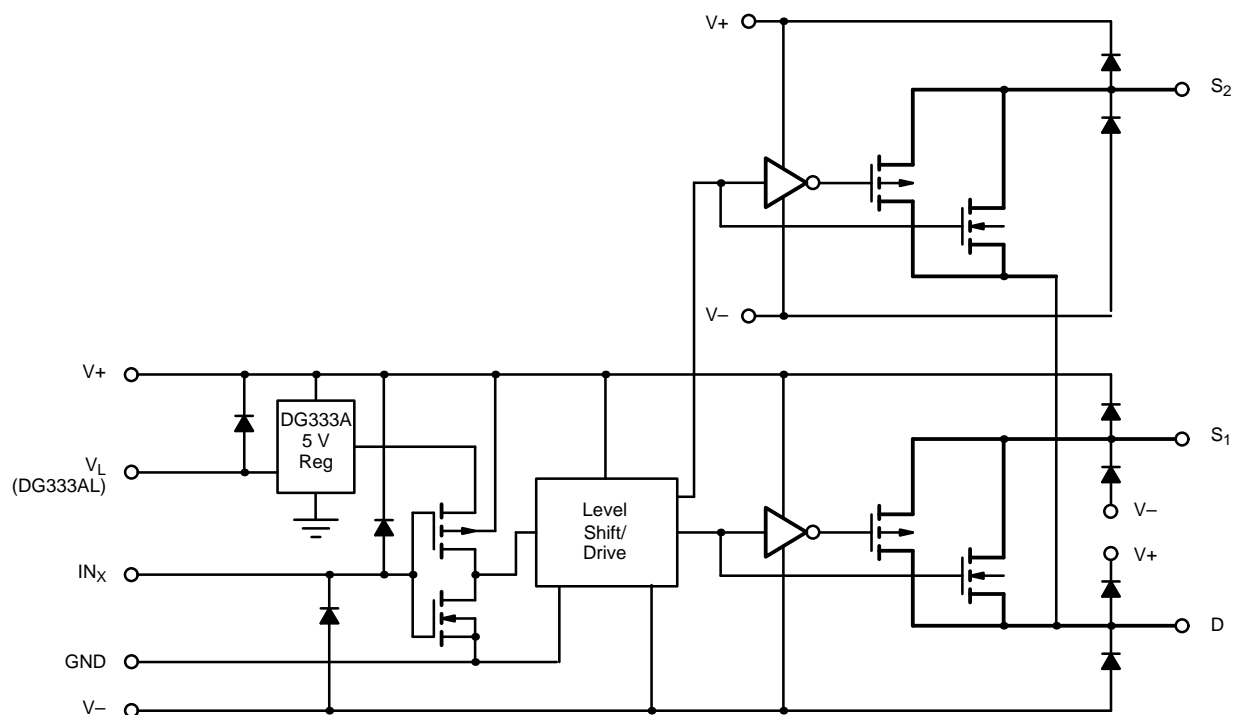 V+
S2
V–
V+
DG333A
5 V
Reg
VL
(DG333AL)
S1
Level
Shift/
Drive
V–
V+
INX
D
GND
V–